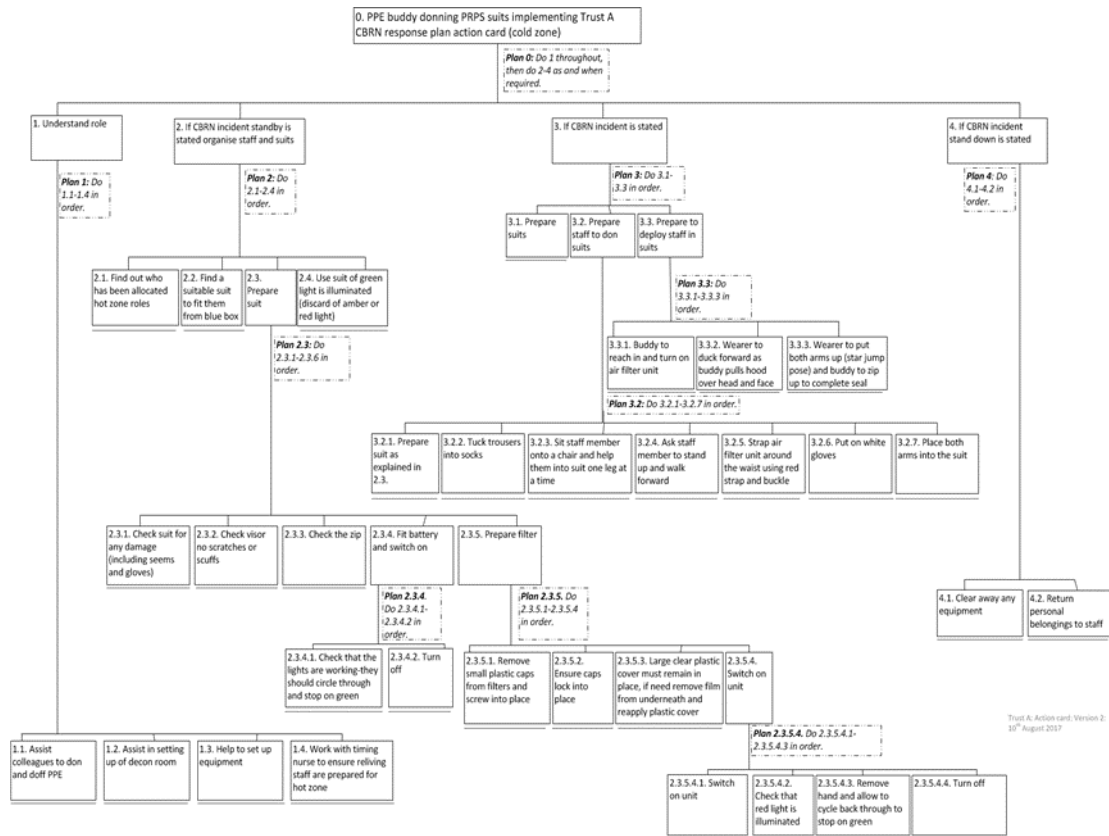 0. PPE buddy donning PRPS suits implementing Trust A
CBRN response plan action card (cold zone)
Plan 0: Do 1 throughout,
then do 2-4 as and when
required.
1. Understand role
2. If CBRN incident standby is
stated organise staff and suits
3. If CBRN incident is stated
4. If CBRN incident
stand down is stated
Plan 1: Do
1.1-1.4 in
order.
Plan 2: Do
2.1-2.4 in
order.
Plan 3: Do 3.1-
3.3 in order.
Plan 4: Do
4.1-4.2 in
order.
3.1. Prepare
suits
3.2. Prepare
staff to don
suits
3.3. Prepare to
deploy staff in
suits
2.1. Find out who
has been allocated
hot zone roles
2.2. Find a
suitable suit
to fit them
from blue box
2.3.
Prepare
suit
2.4. Use suit of green
light is illuminated
(discard of amber or
red light)
Plan 3.3: Do
3.3.1-3.3.3 in
order.
Plan 2.3: Do
2.3.1-2.3.6 in
order.
3.3.1. Buddy to
reach in and turn on
air filter unit
3.3.2. Wearer to
duck forward as
buddy pulls hood
over head and face
3.3.3. Wearer to put
both arms up (star jump
pose) and buddy to zip
up to complete seal
Plan 3.2: Do 3.2.1-3.2.7 in order.
3.2.1. Prepare
suit as
explained in
2.3.
3.2.2. Tuck trousers
into socks
3.2.3. Sit staff member
onto a chair and help
them into suit one leg at
a time
3.2.4. Ask staff
member to stand
up and walk
forward
3.2.5. Strap air
filter unit around
the waist using red
strap and buckle
3.2.6. Put on white
gloves
3.2.7. Place both
arms into the suit
2.3.1. Check suit for
any damage
(including seems
and gloves)
2.3.2. Check visor
no scratches or
scuffs
2.3.3. Check the zip
2.3.4. Fit battery
and switch on
2.3.5. Prepare filter
Plan 2.3.4.
Do 2.3.4.1-
2.3.4.2 in
order.
Plan 2.3.5. Do
2.3.5.1-2.3.5.4
in order.
4.1. Clear away any
equipment
4.2. Return
personal
belongings to staff
2.3.4.1. Check that the
lights are working-they
should circle through
and stop on green
2.3.4.2. Turn
off
2.3.5.1. Remove
small plastic caps
from filters and
screw into place
2.3.5.2.
Ensure caps
lock into
place
2.3.5.3. Large clear plastic
cover must remain in
place, if need remove film
from underneath and
reapply plastic cover
2.3.5.4.
Switch on
unit
Trust A: Action card: Version 2:
10th August 2017
Plan 2.3.5.4. Do 2.3.5.4.1-
2.3.5.4.3 in order.
1.1. Assist
colleagues to don
and doff PPE
1.2. Assist in setting
up of decon room
1.3. Help to set up
equipment
1.4. Work with timing
nurse to ensure reliving
staff are prepared for
hot zone
2.3.5.4.1. Switch
on unit
2.3.5.4.2.
Check that
red light is
illuminated
2.3.5.4.3. Remove
hand and allow to
cycle back through to
stop on green
2.3.5.4.4. Turn off